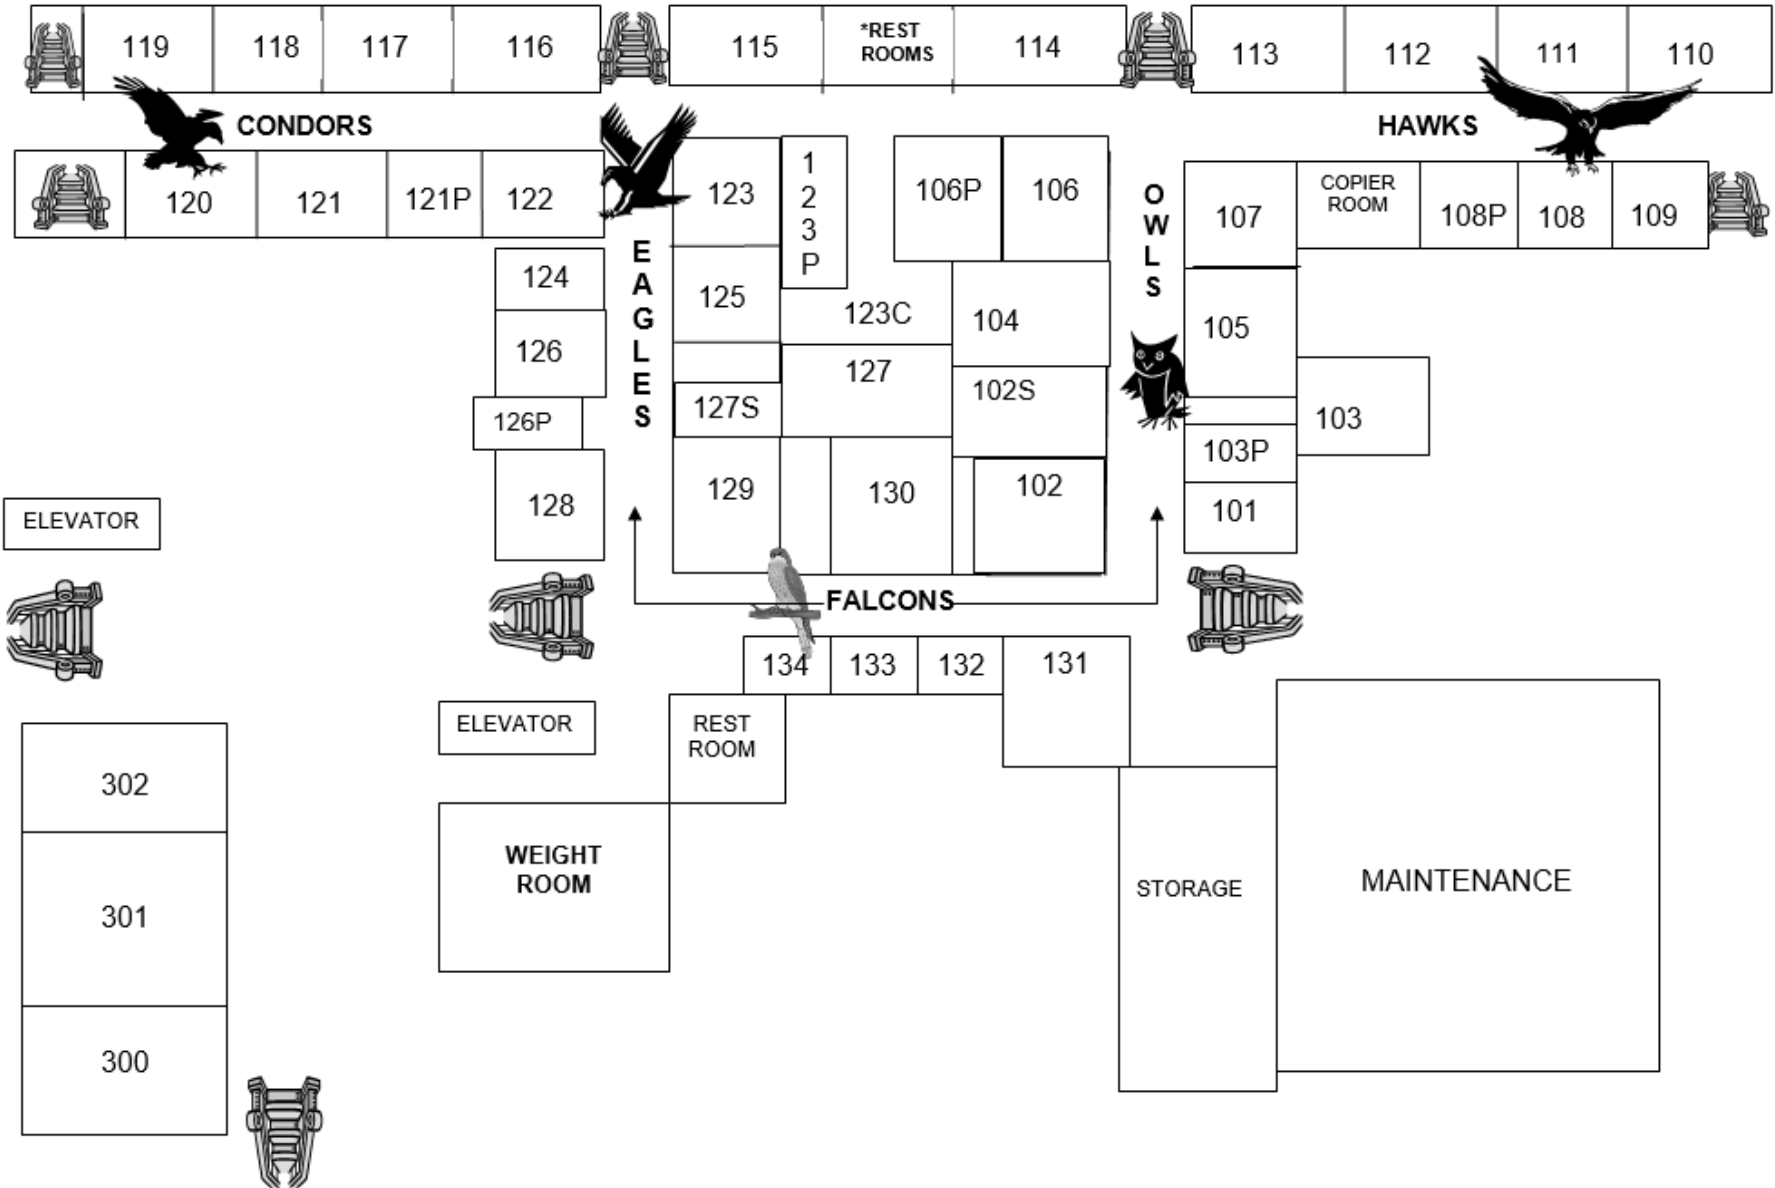 119
118
117
116
115
*REST
ROOMS
114
113
112
111
110
CONDORS
HAWKS
120
121
121P
122
123
1
2
3
P
106P
106
O
W
L
S
107
COPIER
ROOM
108P
108
109
E
A
G
L
E
S
124
125
123C
104
105
126
127
102S
103
126P
127S
103P
128
129
130
102
101
ELEVATOR
FALCONS
134
133
132
131
ELEVATOR
REST
ROOM
302
WEIGHT
ROOM
STORAGE
MAINTENANCE
301
300